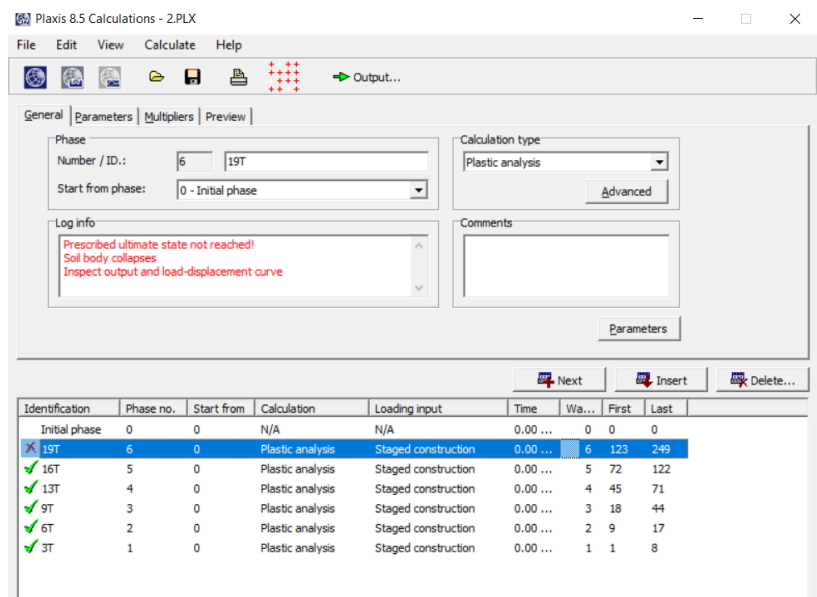 Plaxis 8.5 Calculations - 2.PLX
File Edit View Calculate Help
Output...
General Parameters Multipliers Preview
Phase
Number / ID.: 6 19T
Start from phase: 0 - Initial phase
Calculation type
Plastic analysis
Advanced
Log info
Prescribed ultimate state not reached!
Soil body collapses
Inspect output and load-displacement curve
Comments
Parameters
Next Insert Delete...
Identification Phase no. Start from Calculation Loading input Time Wa... First Last
Initial phase 0 0 N/A N/A 0.00 ... 0 0 0
19T 6 0 Plastic analysis Staged construction 0.00 ... 6 123 249
16T 5 0 Plastic analysis Staged construction 0.00 ... 5 72 122
13T 4 0 Plastic analysis Staged construction 0.00 ... 4 45 71
9T 3 0 Plastic analysis Staged construction 0.00 ... 3 18 44
6T 2 0 Plastic analysis Staged construction 0.00 ... 2 9 17
3T 1 0 Plastic analysis Staged construction 0.00 ... 1 1 8